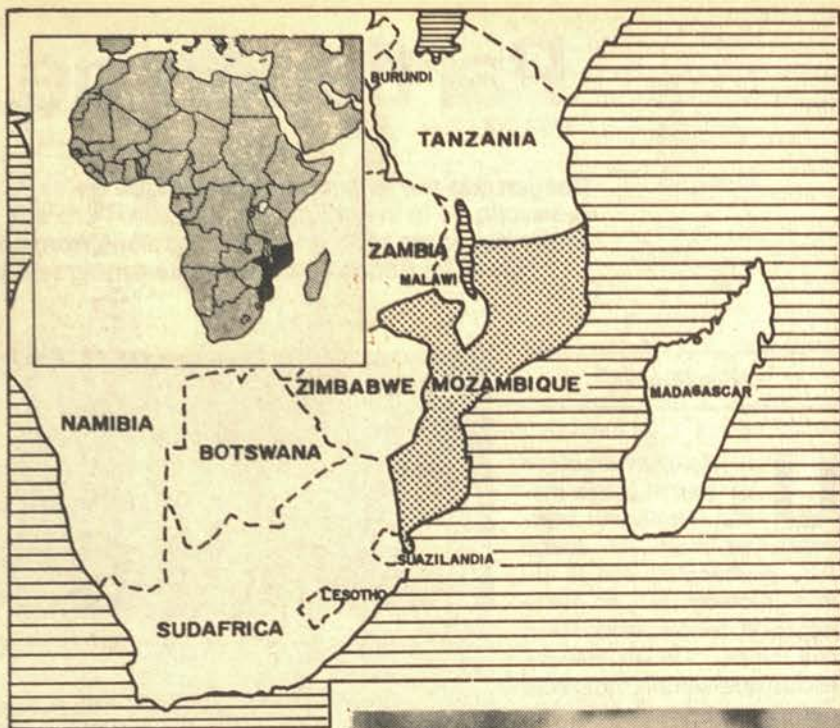 BURUNDI
TANZANIA
ZAMBIA
MALAWI
ZIMBABWE MOZAMBIQUE
MADAGASCAR
NAMIBIA
BOTSWANA
SUAZILANDIA
LESOTHO
SUDAFRICA